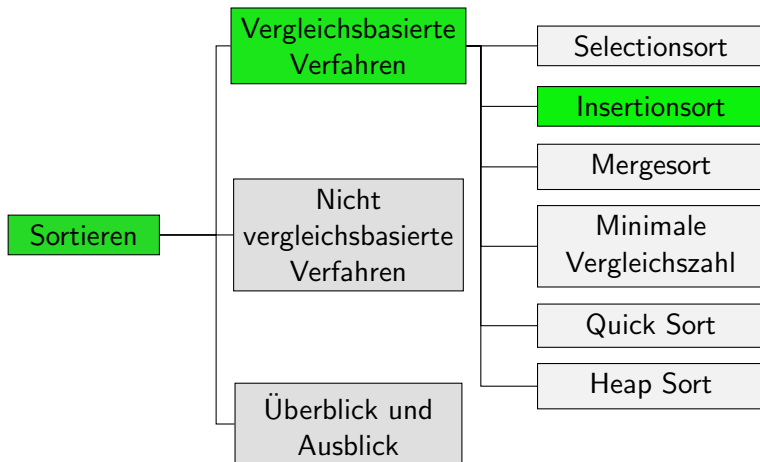 Sortieren
Vergleichsbasierte
Verfahren
Nicht
vergleichsbasierte
Verfahren
Überblick und
Ausblick
Selectionsort
Insertionsort
Mergesort
Minimale
Vergleichszahl
Quick Sort
Heap Sort